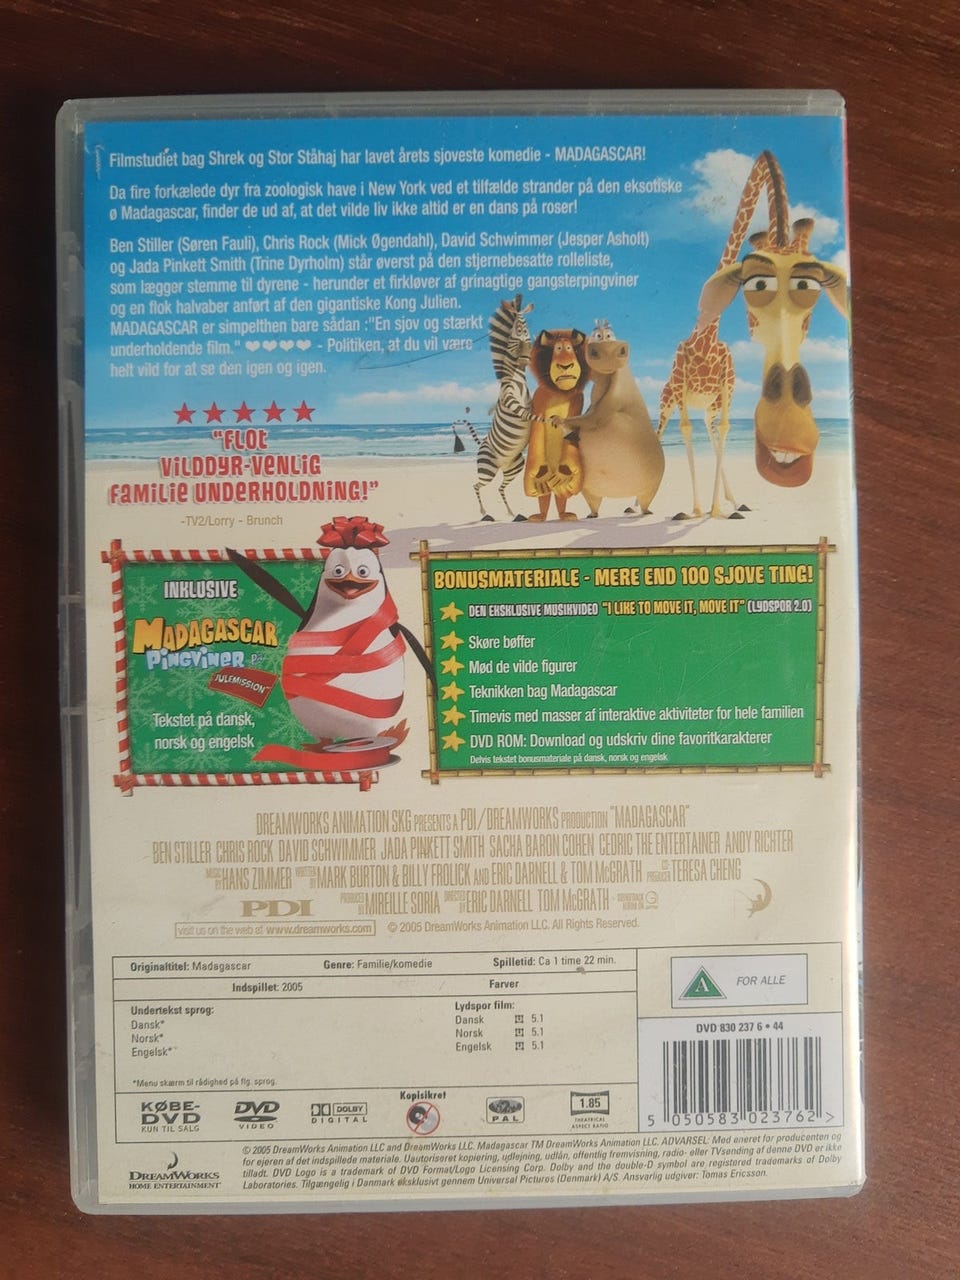 Filmstudiet bag Shrek og Stor Ståhaj har lavet årets sjoveste komedie - MADAGASCAR!
Da fire forkælede dyr fra zoologisk have i New York ved et tilfælde strander på den eksotiske
ø Madagascar, finder de ud af, at det vilde liv ikke altid er en dans på roser!
Ben Stiller (Søren Fauli), Chris Rock (Mick Øgendahl), David Schwimmer (Jesper Asholt)
og Jada Pinkett Smith (Trine Dyrholm) står øverst på den stjernebesatte rolleliste,
som lægger stemme til dyrene - herunder et firkløver af grinagtige gangsterpingviner
og en flok halvaber anført af den gigantiske Kong Julien.
MADAGASCAR er simpelthen bare sådan :"En sjov og stærkt
underholdende film." ❤❤❤❤ - Politiken, at du vil være
helt vild for at se den igen og igen.
★★★★★
"FLOT
VILDDYR-VENLIG
FAMILIE UNDERHOLDNING!"
-TV2/Lorry - Brunch
INKLUSIVE
MADAGASCAR
PINGVINER
JULEMISSION
Tekstet på dansk,
norsk og engelsk
BONUSMATERIALE - MERE END 100 SJOVE TING!
DEN EKSKLUSIVE MUSIKVIDEO "I LIKE TO MOVE IT, MOVE IT" (LYDSPOR 2.0)
Skøre bøffer
Mød de vilde figurer
Teknikken bag Madagascar
Timevis med masser af interaktive aktiviteter for hele familien
DVD ROM: Download og udskriv dine favoritkarakterer
Delvis tekstet bonusmateriale på dansk, norsk og engelsk
DREAMWORKS ANIMATION SKG PRESENTS A PDI/DREAMWORKS PRODUCTION "MADAGASCAR"
BEN STILLER CHRIS ROCK DAVID SCHWIMMER JADA PINKETT SMITH SACHA BARON COHEN CEDRIC THE ENTERTAINER ANDY RICHTER
MUSIC BY HANS ZIMMER WRITTEN BY MARK BURTON & BILLY FROLICK AND ERIC DARNELL & TOM McGRATH CO-PRODUCER TERESA CHENG
PDI PRODUCED BY MIREILLE SORIA DIRECTED BY ERIC DARNELL TOM McGRATH
visit us on the web at www.dreamworks.com © 2005 DreamWorks Animation LLC. All Rights Reserved.
Originaltitel: Madagascar Genre: Familie/komedie Spilletid: Ca 1 time 22 min.
Indspillet: 2005 Farver
FOR ALLE
A
Undertekst sprog:
Dansk*
Norsk*
Engelsk*
Lydspor film:
Dansk 5.1
Norsk 5.1
Engelsk 5.1
*Menu skærm til rådighed på flg. sprog.
DVD 830 237 6 • 44
5 050583 023762 >
KØBE-
DVD
KUN TIL SALG
DVD
VIDEO
DOLBY
DIGITAL
Kopisikret
PAL
1.85
THEATRICAL
ASPECT RATIO
DREAMWORKS
HOME ENTERTAINMENT
© 2005 DreamWorks Animation LLC and DreamWorks LLC. Madagascar TM DreamWorks Animation LLC. ADVARSEL: Med eneret for producenten og
for ejeren af det indspillede materiale. Uautoriseret kopiering, udlejning, udlån, offentlig fremvisning, radio- eller TVsending af denne DVD er ikke
tilladt. DVD Logo is a trademark of DVD Format/Logo Licensing Corp. Dolby and the double-D symbol are registered trademarks of Dolby
Laboratories. Tilgængelig i Danmark eksklusivt gennem Universal Pictures (Denmark) A/S. Ansvarlig udgiver: Tomas Ericsson.